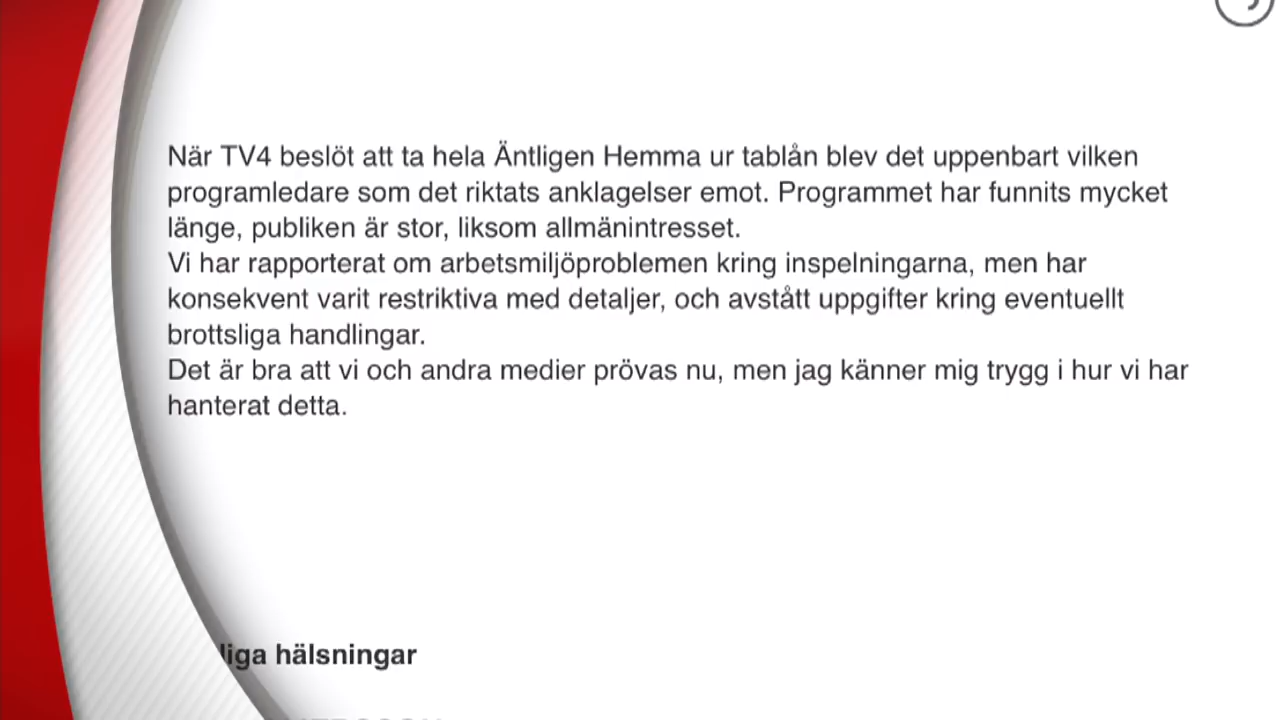 När TV4 beslöt att ta hela Äntligen Hemma ur tablån blev det uppenbart vilken
programledare som det riktats anklagelser emot. Programmet har funnits mycket
länge, publiken är stor, liksom allmänintresset.
Vi har rapporterat om arbetsmiljöproblemen kring inspelningarna, men har
konsekvent varit restriktiva med detaljer, och avstått uppgifter kring eventuellt
brottsliga handlingar.
Det är bra att vi och andra medier prövas nu, men jag känner mig trygg i hur vi har
hanterat detta.
liga hälsningar